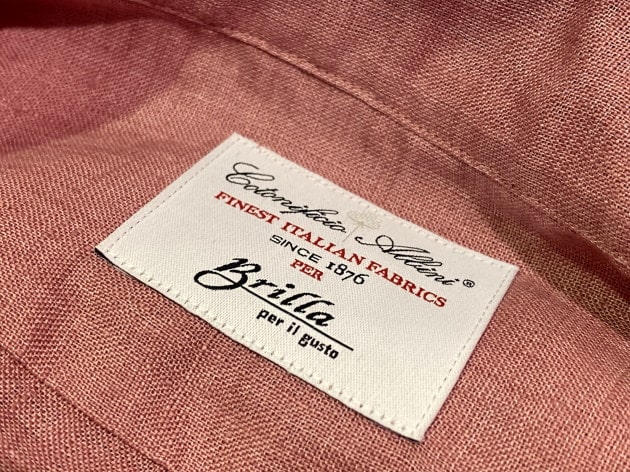 Cotonificio Albini®
FINEST ITALIAN FABRICS
SINCE 1876
PER
Brilla
per il gusto